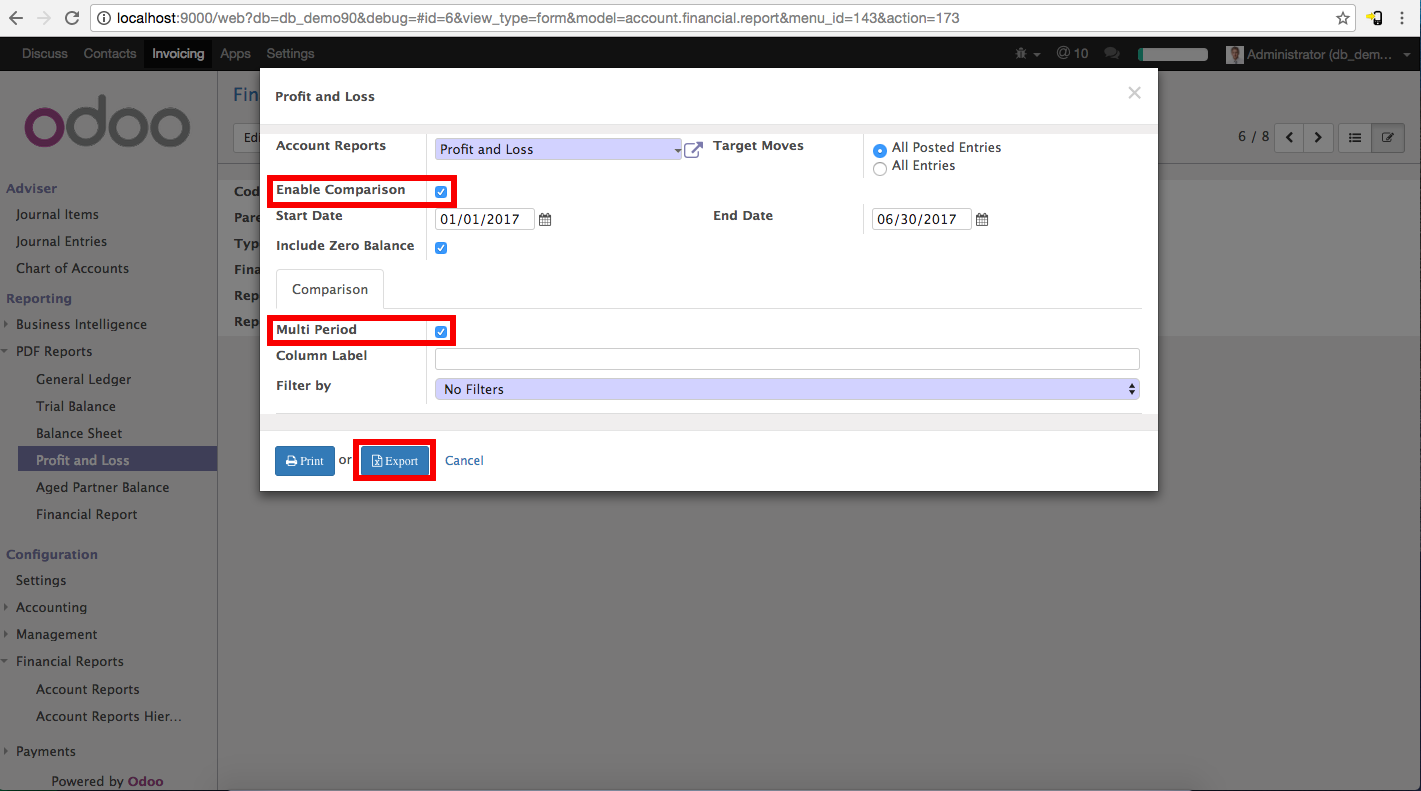 localhost:9000/web?db=db_demo90&debug=#id=6&view_type=form&model=account.financial.report&menu_id=143&action=173
Discuss Contacts Invoicing Apps Settings @ 10 Administrator (db_dem...
odoo
Fin
Edi
6 / 8
Profit and Loss ×
Account Reports Profit and Loss Target Moves All Posted Entries
All Entries
Enable Comparison
Start Date 01/01/2017 End Date 06/30/2017
Include Zero Balance
Comparison
Multi Period
Column Label
Filter by No Filters
Print or Export Cancel
Cod
Pare
Typ
Fina
Rep
Rep
Adviser
Journal Items
Journal Entries
Chart of Accounts
Reporting
Business Intelligence
PDF Reports
General Ledger
Trial Balance
Balance Sheet
Profit and Loss
Aged Partner Balance
Financial Report
Configuration
Settings
Accounting
Management
Financial Reports
Account Reports
Account Reports Hier...
Payments
Powered by Odoo